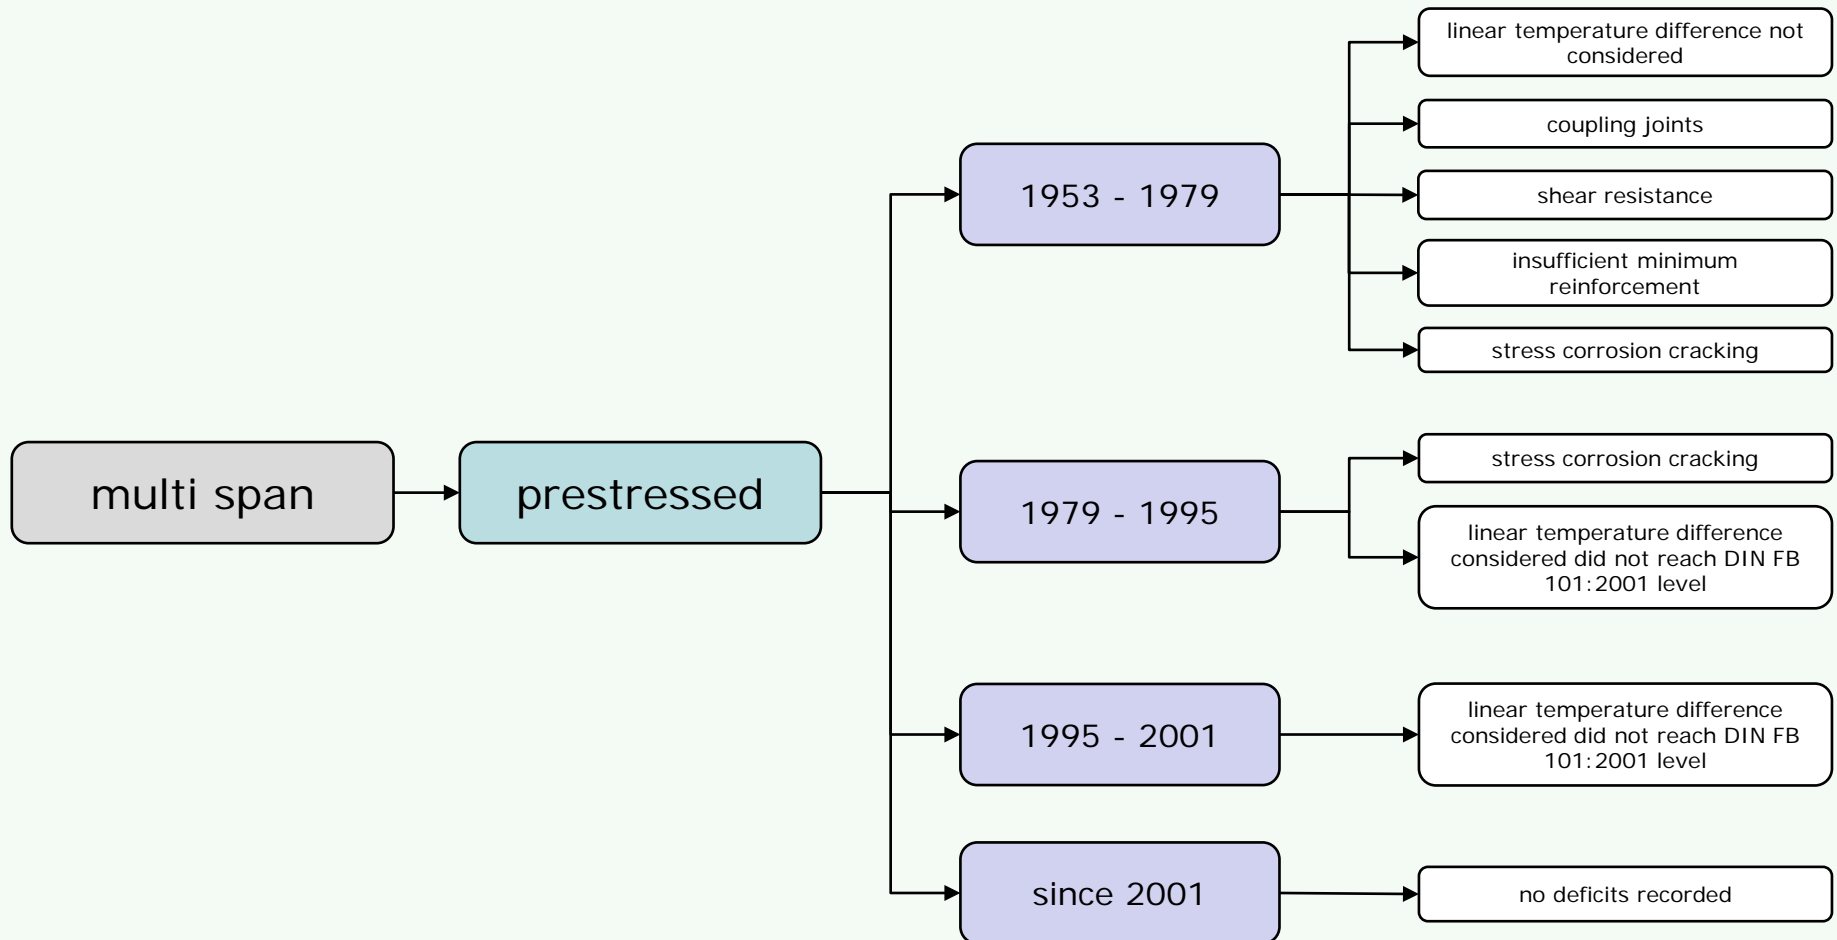 multi span
prestressed
1953 - 1979
linear temperature difference not
considered
coupling joints
shear resistance
insufficient minimum
reinforcement
stress corrosion cracking
1979 - 1995
stress corrosion cracking
linear temperature difference
considered did not reach DIN FB
101:2001 level
1995 - 2001
linear temperature difference
considered did not reach DIN FB
101:2001 level
since 2001
no deficits recorded